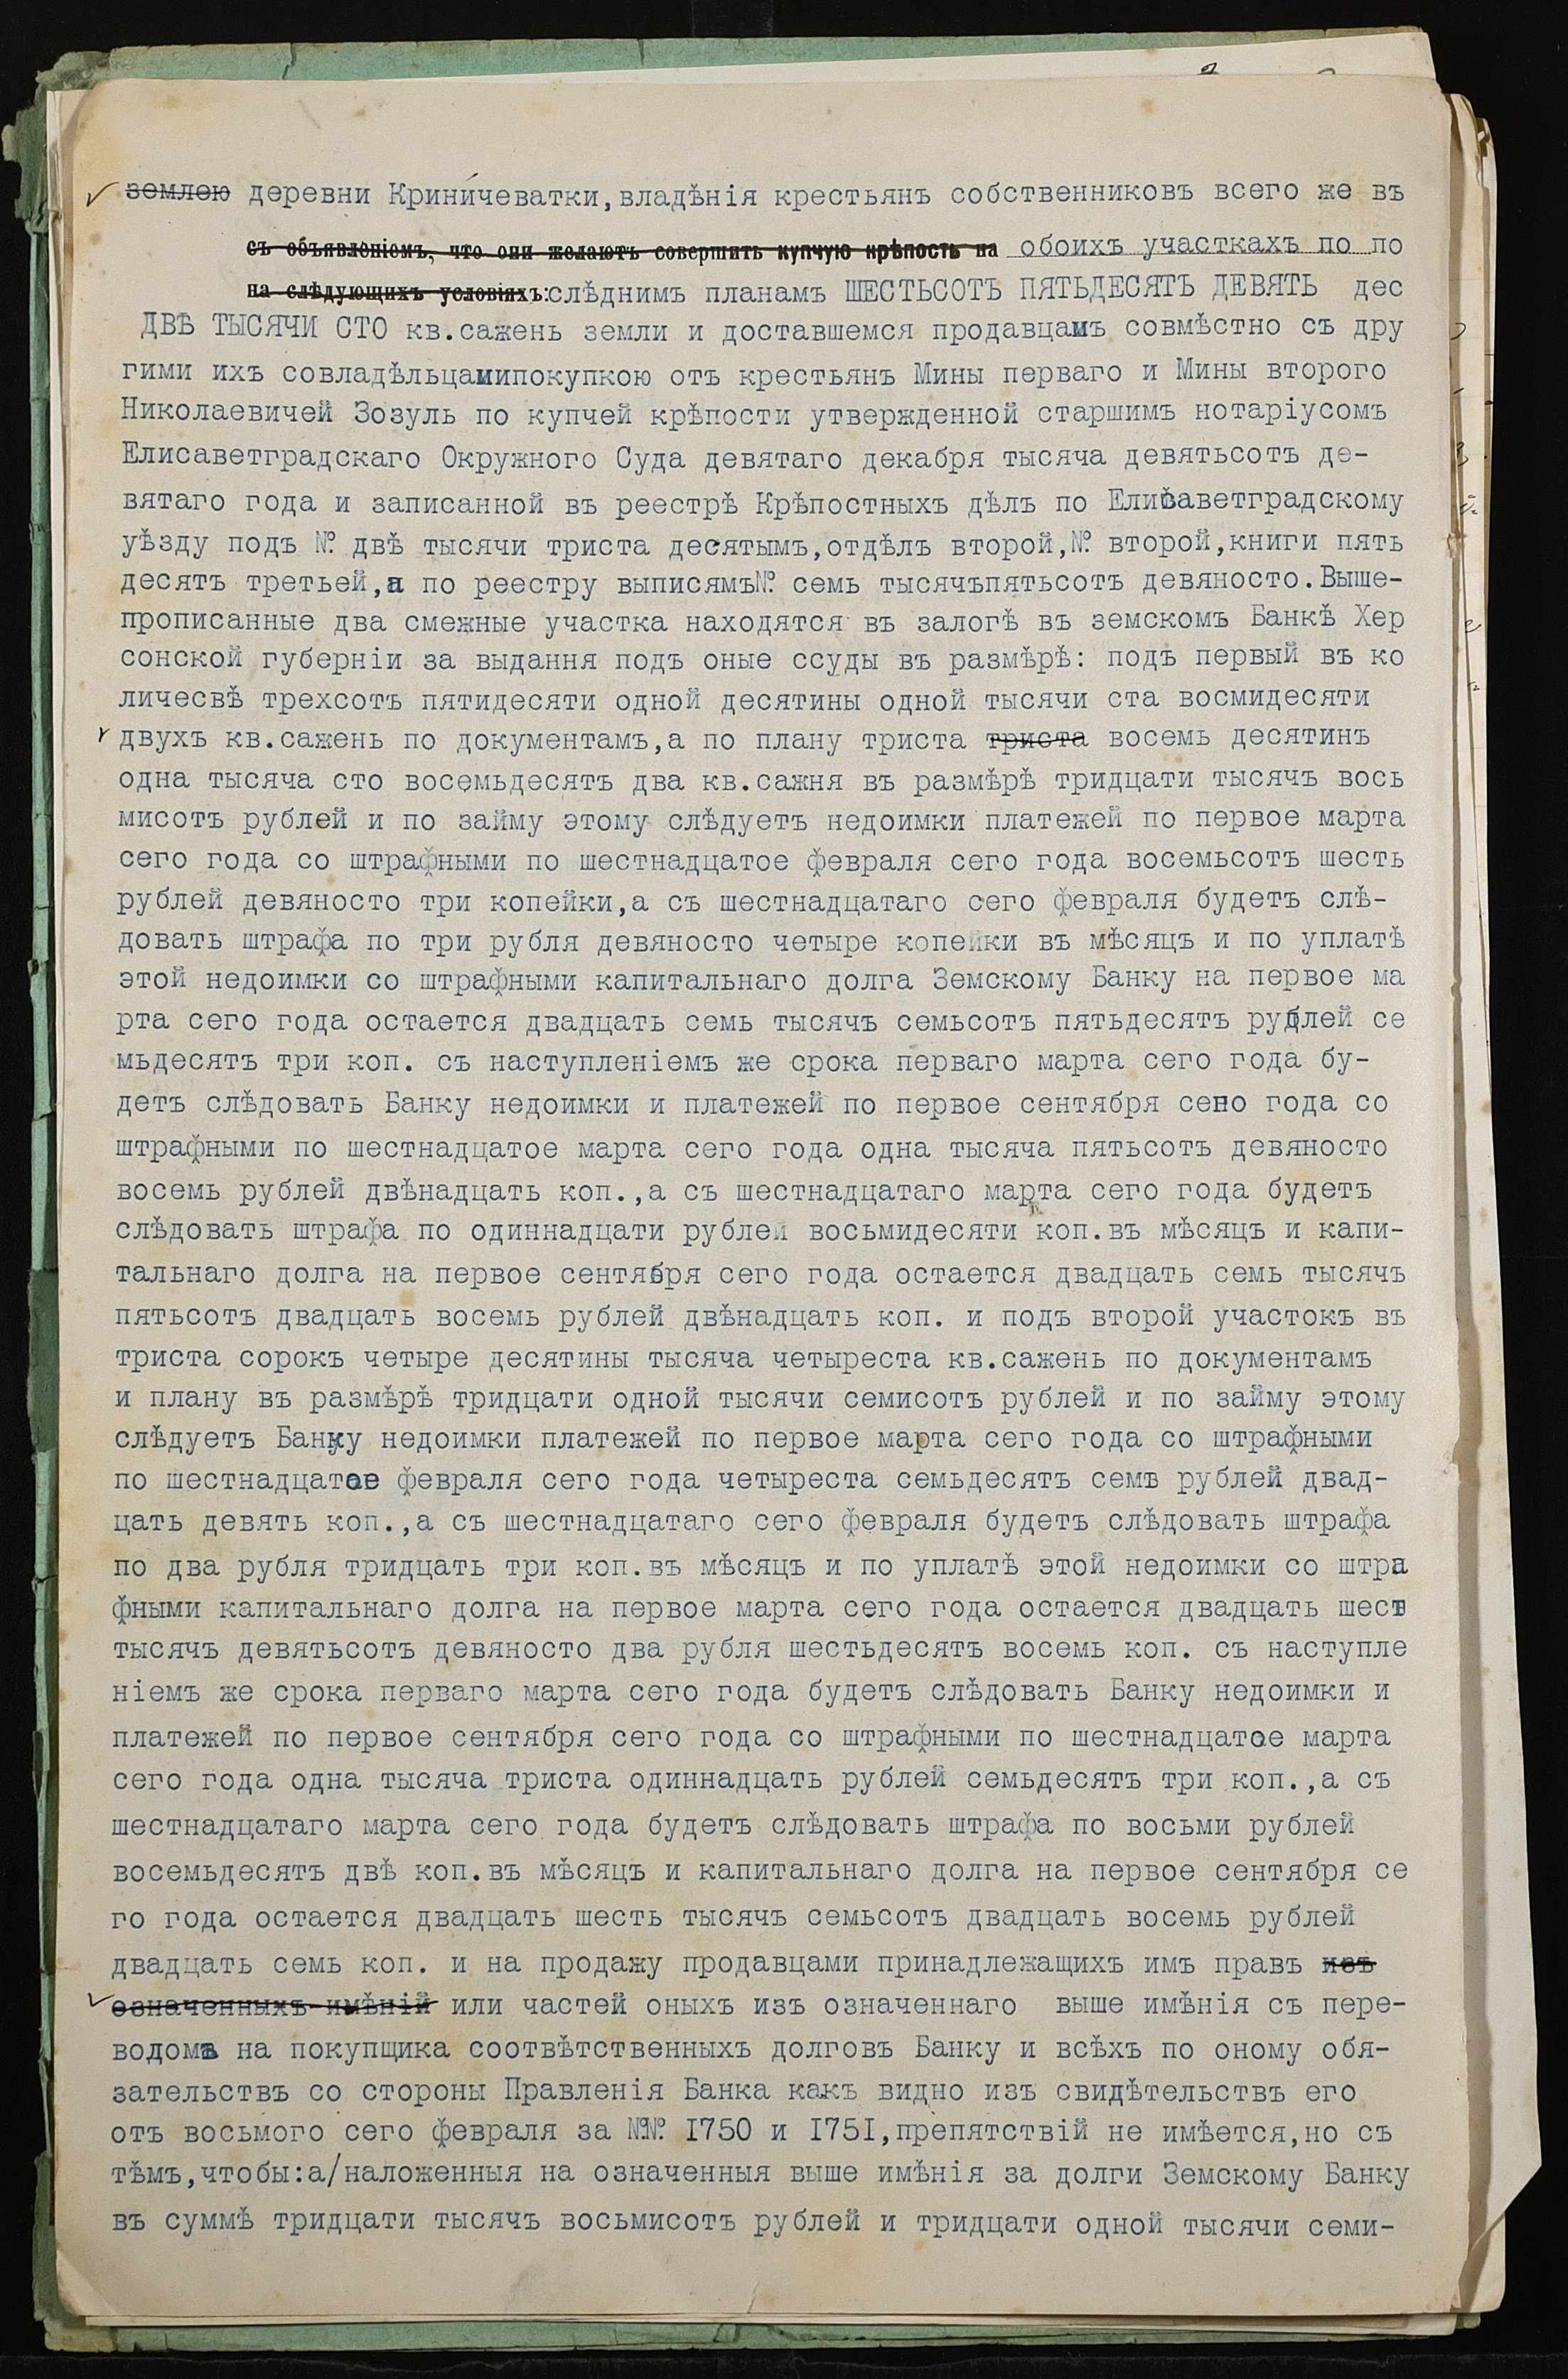 землею деревни Криничеватки,владѣнія крестьянъ собственниковъ всего же въ
съ объявленіемъ, что они желаютъ совершить купчую крѣпость на обоихъ участкахъ по по
на слѣдующихъ условіяхъ:слѣднимъ планамъ ШЕСТЬСОТЪ ПЯТЬДЕСЯТЪ ДЕВЯТЬ дес
ДВѢ ТЫСЯЧИ СТО кв.сажень земли и доставшемся продавцамъ совмѣстно съ дру
гими ихъ совладѣльцамипокупкою отъ крестьянъ Мины перваго и Мины второго
Николаевичей Зозуль по купчей крѣпости утвержденной старшимъ нотаріусомъ
Елисаветградскаго Окружного Суда девятаго декабря тысяча девятьсотъ де-
вятаго года и записанной въ реестрѣ Крѣпостныхъ дѣлъ по Елисаветградскому
уѣзду подъ № двѣ тысячи триста десятымъ,отдѣлъ второй,№ второй,книги пять
десятъ третьей,а по реестру выписямъ№ семь тысячъпятьсотъ девяносто.Выше-
прописанные два смежные участка находятся въ залогѣ въ земскомъ Банкѣ Хер
сонской губерніи за выдання подъ оные ссуды въ размѣрѣ: подъ первый въ ко
личесвѣ трехсотъ пятидесяти одной десятины одной тысячи ста восмидесяти
двухъ кв.сажень по документамъ,а по плану триста триста восемь десятинъ
одна тысяча сто восемьдесятъ два кв.сажня въ размѣрѣ тридцати тысячъ вось
мисотъ рублей и по займу этому слѣдуетъ недоимки платежей по первое марта
сего года со штрафными по шестнадцатое февраля сего года восемьсотъ шесть
рублей девяносто три копейки,а съ шестнадцатаго сего февраля будетъ слѣ-
довать штрафа по три рубля девяносто четыре копейки въ мѣсяцъ и по уплатѣ
этой недоимки со штрафными капитальнаго долга Земскому Банку на первое ма
рта сего года остается двадцать семь тысячъ семьсотъ пятьдесятъ рублей се
мьдесятъ три коп. съ наступленіемъ же срока перваго марта сего года бу-
детъ слѣдовать Банку недоимки и платежей по первое сентября сено года со
штрафными по шестнадцатое марта сего года одна тысяча пятьсотъ девяносто
восемь рублей двѣнадцать коп.,а съ шестнадцатаго марта сего года будетъ
слѣдовать штрафа по одиннадцати рублей восьмидесяти коп.въ мѣсяцъ и капи-
тальнаго долга на первое сентября сего года остается двадцать семь тысячъ
пятьсотъ двадцать восемь рублей двѣнадцать коп. и подъ второй участокъ въ
триста сорокъ четыре десятины тысяча четыреста кв.сажень по документамъ
и плану въ размѣрѣ тридцати одной тысячи семисотъ рублей и по займу этому
слѣдуетъ Банку недоимки платежей по первое марта сего года со штрафными
по шестнадцатое февраля сего года четыреста семьдесятъ семь рублей двад-
цать девять коп.,а съ шестнадцатаго сего февраля будетъ слѣдовать штрафа
по два рубля тридцать три коп.въ мѣсяцъ и по уплатѣ этой недоимки со штра
фными капитальнаго долга на первое марта сего года остается двадцать шест
тысячъ девятьсотъ девяносто два рубля шестьдесятъ восемь коп. съ наступле
ніемъ же срока перваго марта сего года будетъ слѣдовать Банку недоимки и
платежей по первое сентября сего года со штрафными по шестнадцатое марта
сего года одна тысяча триста одиннадцать рублей семьдесятъ три коп.,а съ
шестнадцатаго марта сего года будетъ слѣдовать штрафа по восьми рублей
восемьдесятъ двѣ коп.въ мѣсяцъ и капитальнаго долга на первое сентября се
го года остается двадцать шесть тысячъ семьсотъ двадцать восемь рублей
двадцать семь коп. и на продажу продавцами принадлежащихъ имъ правъ изъ
означенныхъ имѣній или частей оныхъ изъ означеннаго выше имѣнія съ пере-
водомъ на покупщика соотвѣтственныхъ долговъ Банку и всѣхъ по оному обя-
зательствъ со стороны Правленія Банка какъ видно изъ свидѣтельствъ его
отъ восьмого сего февраля за №№ I750 и I75I,препятствій не имѣется,но съ
тѣмъ,чтобы:а/наложенныя на означенныя выше имѣнія за долги Земскому Банку
въ суммѣ тридцати тысячъ восьмисотъ рублей и тридцати одной тысячи семи-